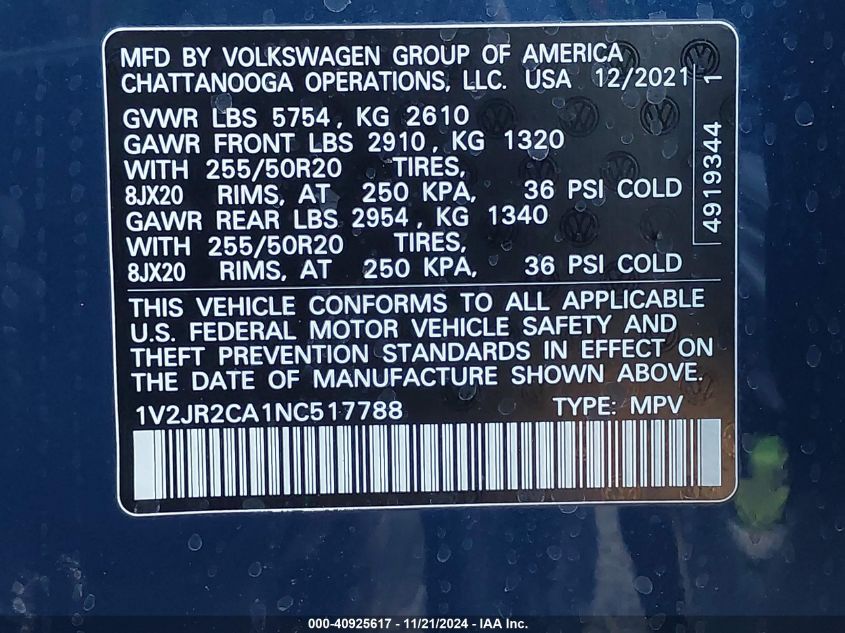 MFD BY VOLKSWAGEN GROUP OF AMERICA
CHATTANOOGA OPERATIONS, LLC. USA 12/2021
GVWR LBS 5754, KG 2610
GAWR FRONT LBS 2910, KG 1320
WITH 255/50R20 TIRES,
8JX20 RIMS, AT 250 KPA, 36 PSI COLD
GAWR REAR LBS 2954, KG 1340
WITH 255/50R20 TIRES,
8JX20 RIMS, AT 250 KPA, 36 PSI COLD
4919344 1
THIS VEHICLE CONFORMS TO ALL APPLICABLE
U.S. FEDERAL MOTOR VEHICLE SAFETY AND
THEFT PREVENTION STANDARDS IN EFFECT ON
THE DATE OF MANUFACTURE SHOWN ABOVE.
1V2JR2CA1NC517788 TYPE: MPV
000-40925617 - 11/21/2024 - IAA Inc.